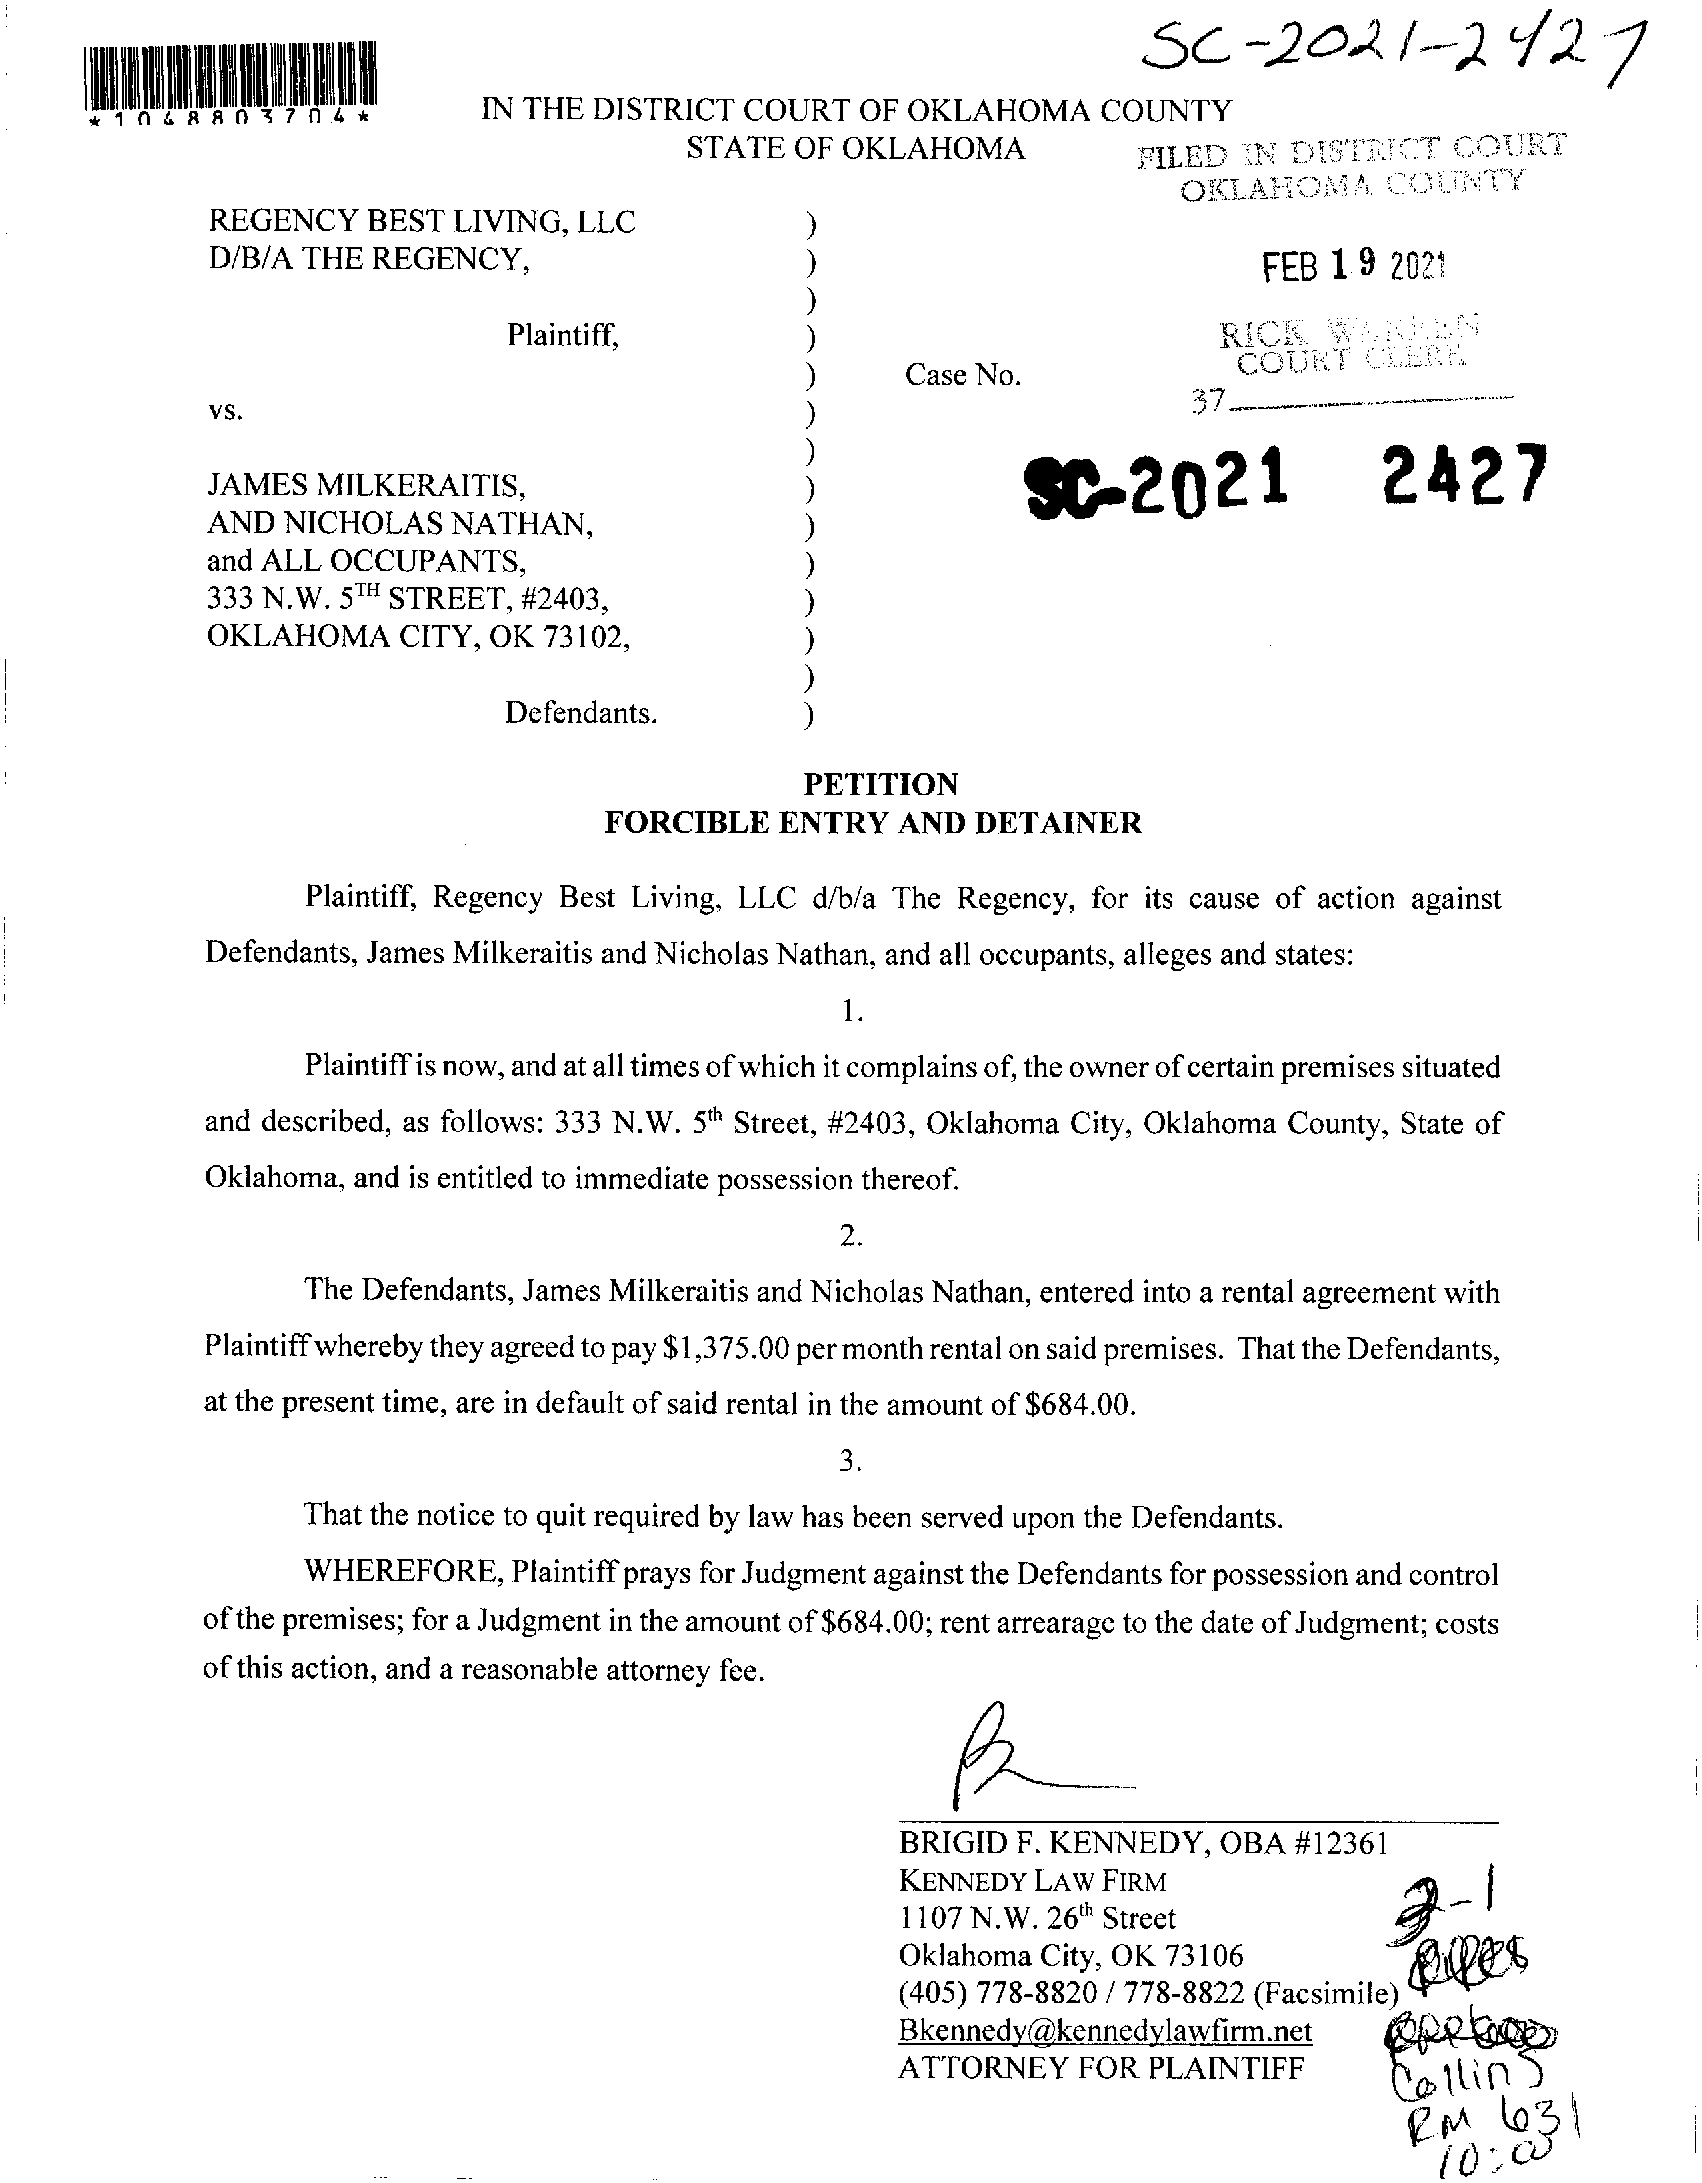 SC-2021-2427
*1048803704*
IN THE DISTRICT COURT OF OKLAHOMA COUNTY
STATE OF OKLAHOMA
FILED IN DISTRICT COURT
OKLAHOMA COUNTY
REGENCY BEST LIVING, LLC )
D/B/A THE REGENCY, )
FEB 19 2021
)
Plaintiff, )
RICK WARREN
COURT CLERK
) Case No.
37
vs. )
)
JAMES MILKERAITIS, )
SC-2021 2427
AND NICHOLAS NATHAN, )
and ALL OCCUPANTS, )
333 N.W. 5TH STREET, #2403, )
OKLAHOMA CITY, OK 73102, )
)
Defendants. )
PETITION
FORCIBLE ENTRY AND DETAINER
Plaintiff, Regency Best Living, LLC d/b/a The Regency, for its cause of action against
Defendants, James Milkeraitis and Nicholas Nathan, and all occupants, alleges and states:
1.
Plaintiff is now, and at all times of which it complains of, the owner of certain premises situated
and described, as follows: 333 N.W. 5th Street, #2403, Oklahoma City, Oklahoma County, State of
Oklahoma, and is entitled to immediate possession thereof.
2.
The Defendants, James Milkeraitis and Nicholas Nathan, entered into a rental agreement with
Plaintiff whereby they agreed to pay $1,375.00 per month rental on said premises. That the Defendants,
at the present time, are in default of said rental in the amount of $684.00.
3.
That the notice to quit required by law has been served upon the Defendants.
WHEREFORE, Plaintiff prays for Judgment against the Defendants for possession and control
of the premises; for a Judgment in the amount of $684.00; rent arrearage to the date of Judgment; costs
of this action, and a reasonable attorney fee.
BRIGID F. KENNEDY, OBA #12361
KENNEDY LAW FIRM
1107 N.W. 26th Street
Oklahoma City, OK 73106
(405) 778-8820 / 778-8822 (Facsimile)
Bkennedy@kennedylawfirm.net
ATTORNEY FOR PLAINTIFF
3-1
Collins
RM 631
10:00